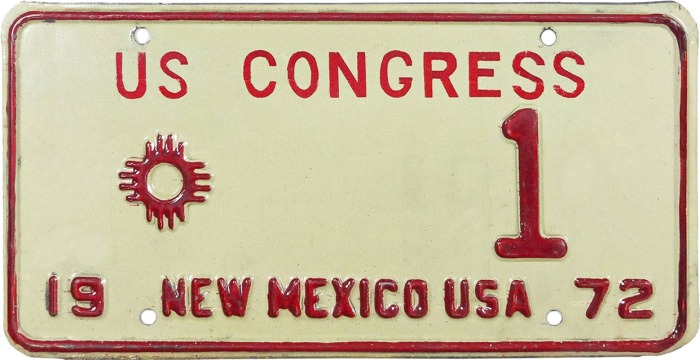 US CONGRESS
1
19 NEW MEXICO USA 72